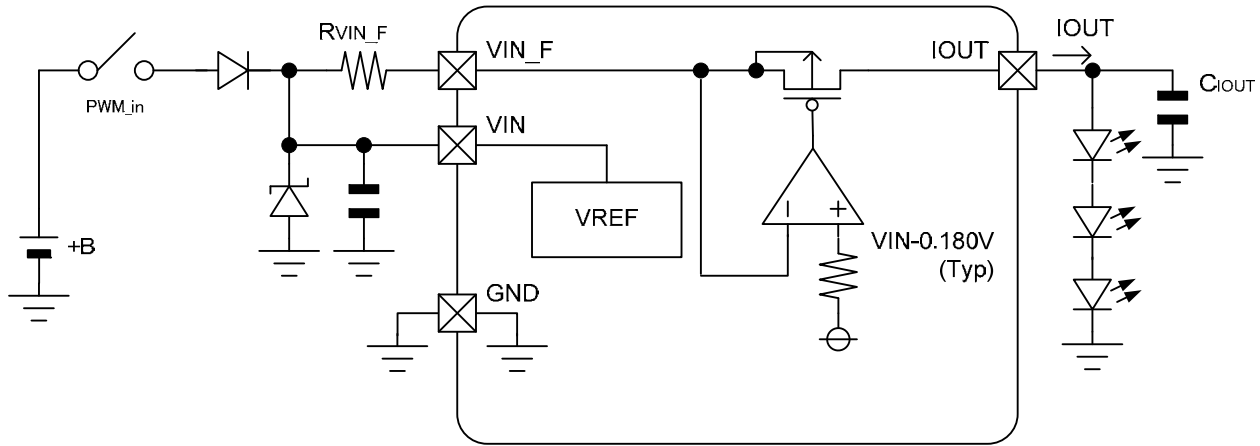 RVIN_F
VIN_F
IOUT
IOUT
CIOUT
PWM_in
VIN
VREF
VIN-0.180V
(Typ)
+B
GND